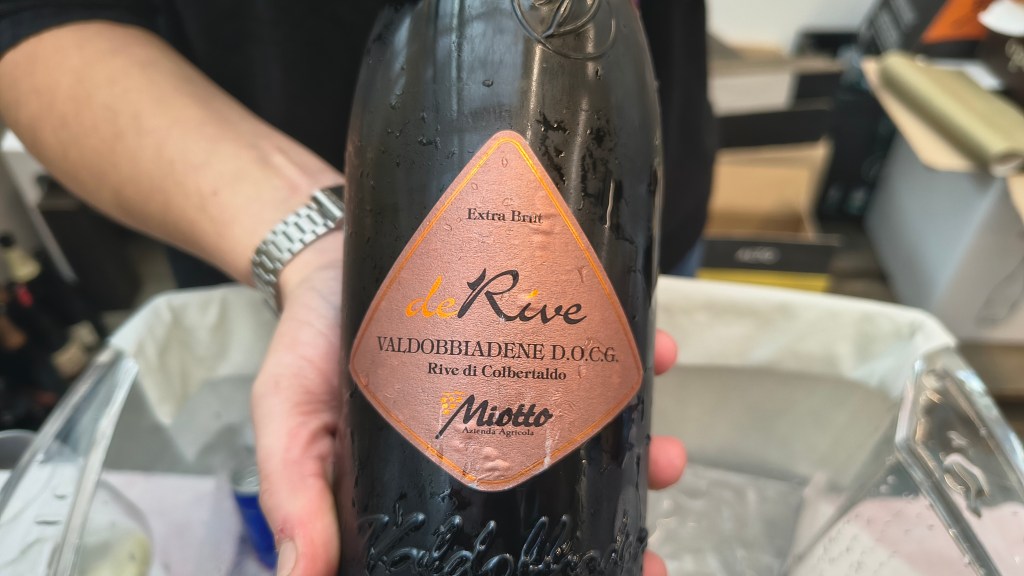 Extra Brut
deRive
VALDOBBIADENE D.O.C.G.
Rive di Colbertaldo
Miotto
Azienda Agricola